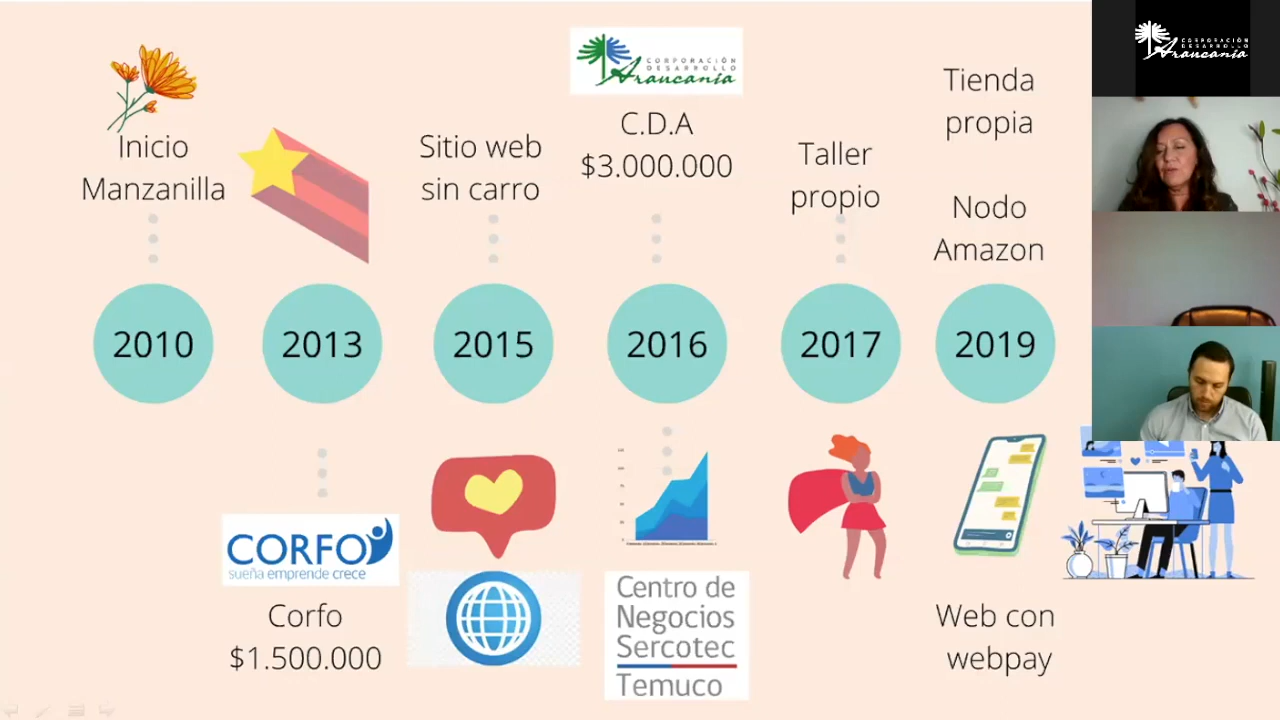 Inicio
Manzanilla
Sitio web
sin carro
CORPORACIÓN
DESARROLLO
Araucanía
C.D.A
$3.000.000
Taller
propio
Tienda
propia
Nodo
Amazon
CORPORACIÓN
DESARROLLO
Araucanía
2010
2013
2015
2016
2017
2019
CORFO
sueña emprende crece
Corfo
$1.500.000
Centro de
Negocios
Sercotec
Temuco
Web con
webpay